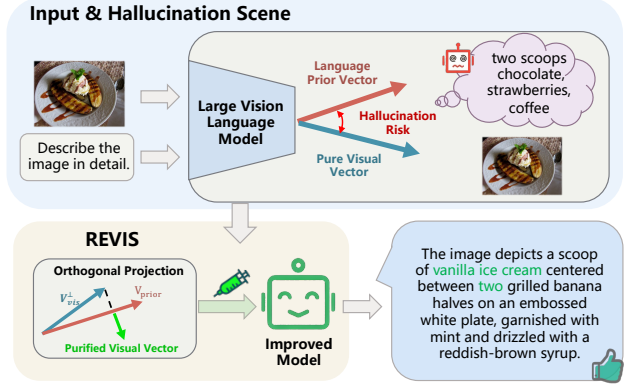 Input & Hallucination Scene
Describe the
image in detail.
Large Vision
Language
Model
Language
Prior Vector
Hallucination
Risk
Pure Visual
Vector
two scoops
chocolate,
strawberries,
coffee
REVIS
Orthogonal Projection
V⊥vis
Vprior
Purified Visual Vector
Improved
Model
The image depicts a scoop
of vanilla ice cream centered
between two grilled banana
halves on an embossed
white plate, garnished with
mint and drizzled with a
reddish-brown syrup.